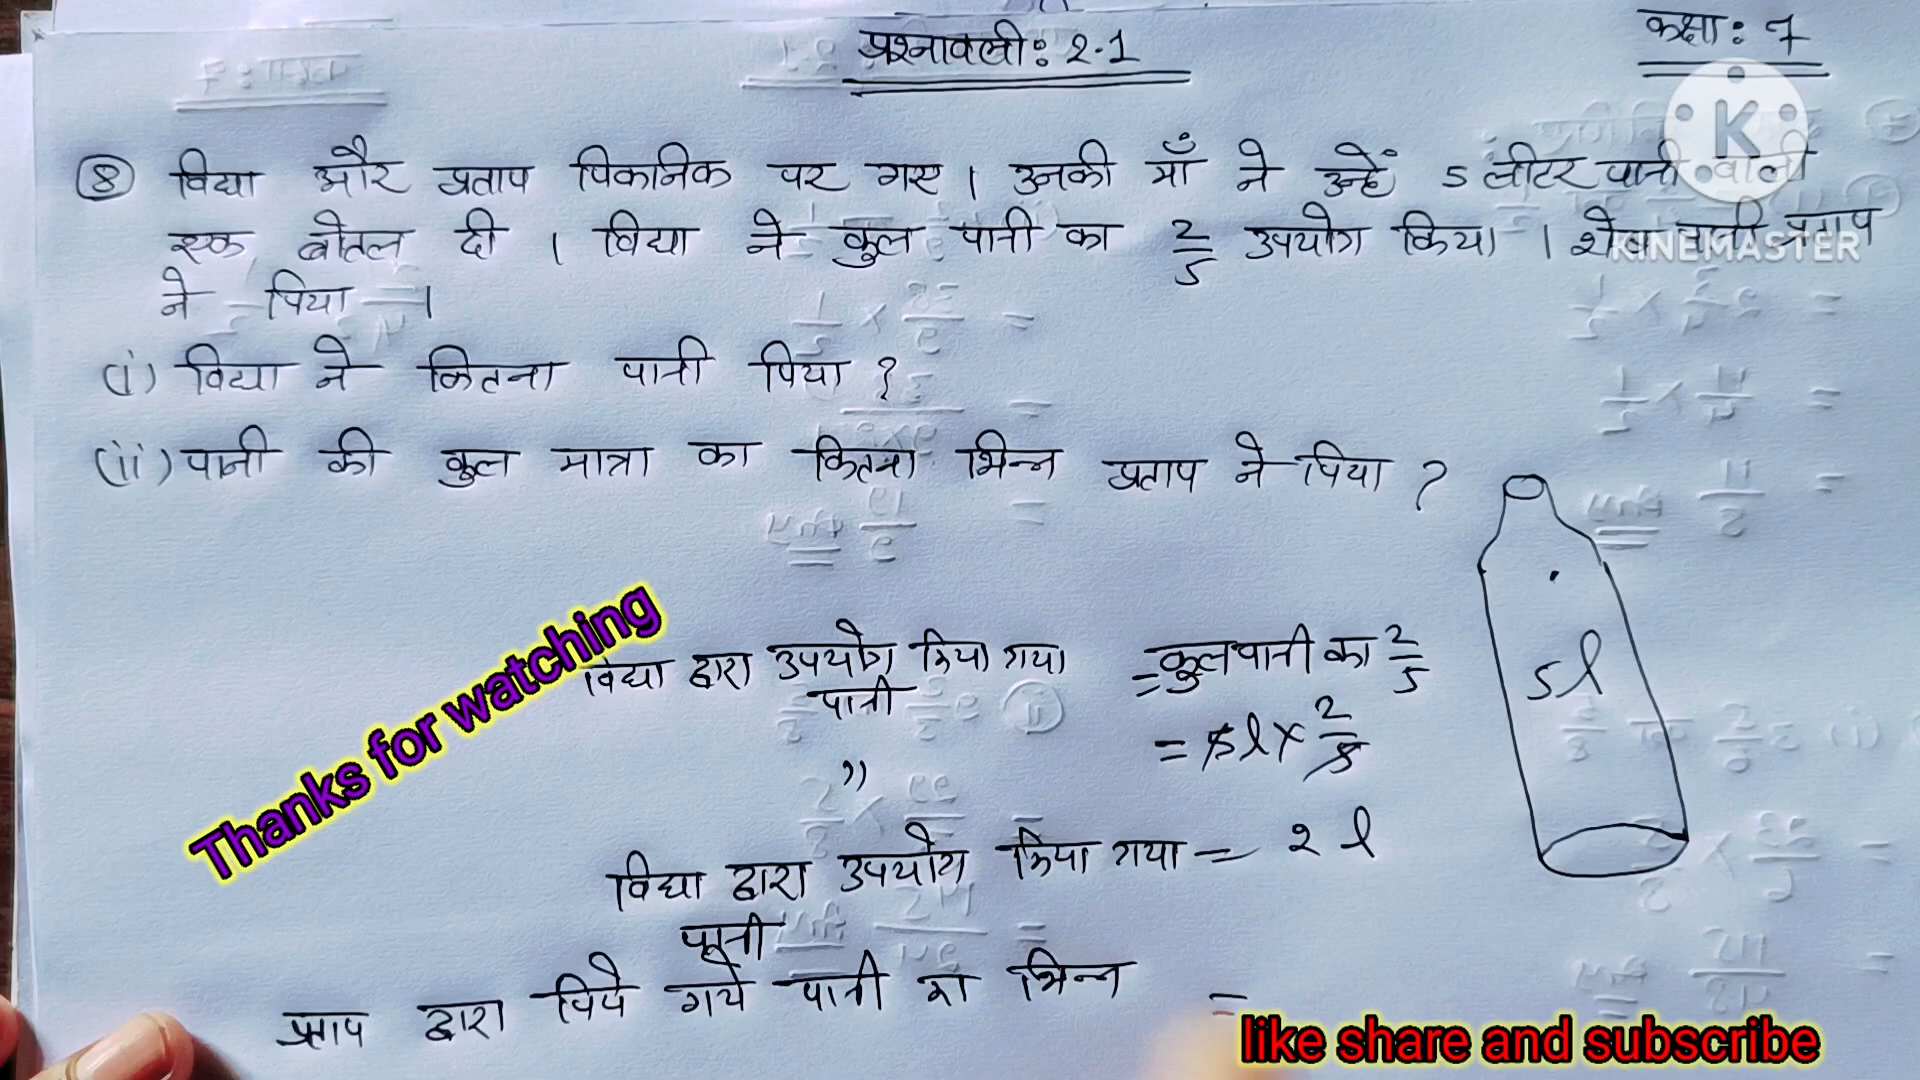 प्रश्नावली: 2.1
कक्षा: 7
K
KINEMASTER
8 विद्या और प्रताप पिकनिक पर गए । उनकी माँ ने उन्हें 5 लीटर पानी वाली
एक बोतल दी । विद्या ने कुल पानी का 2/5 उपयोग किया । शेष पानी प्रताप
ने पिया ।
(i) विद्या ने कितना पानी पिया ?
(ii) पानी की कुल मात्रा का कितना भिन्न प्रताप ने पिया ?
विद्या द्वारा उपयोग किया गया = कुल पानी का 2/5
पानी
= 5l × 2/5
"
5l
विद्या द्वारा उपयोग किया गया = 2 l
पानी
प्रताप द्वारा पिये गये पानी का भिन्न =
Thanks for watching
like share and subscribe